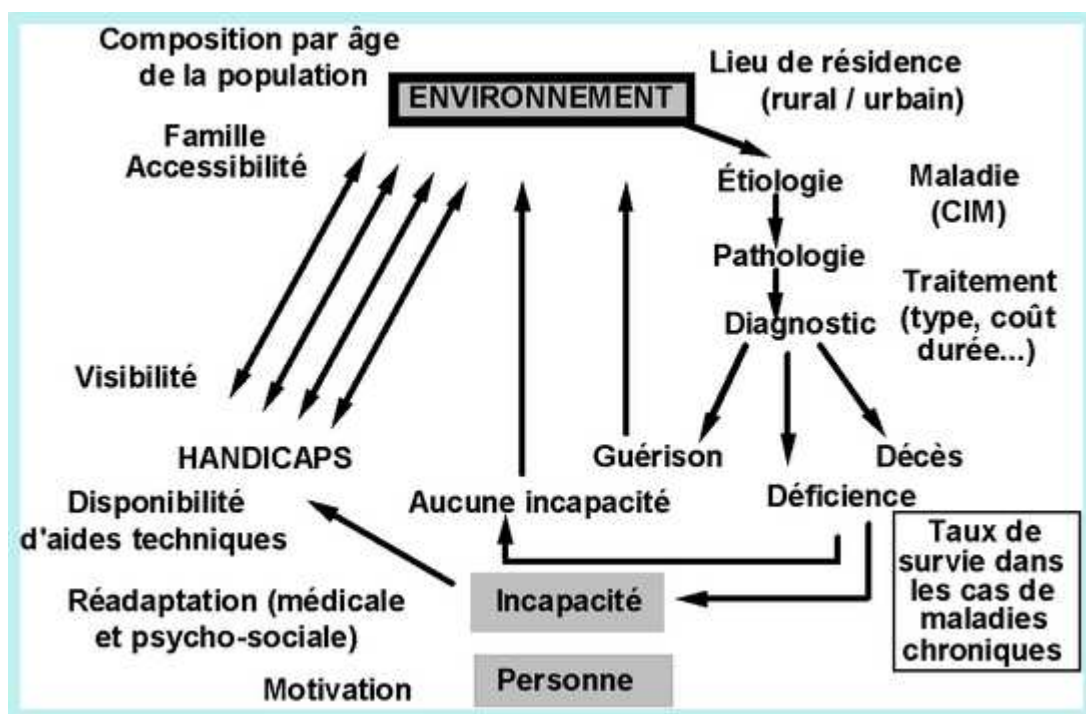 Composition par âge
de la population
ENVIRONNEMENT
Lieu de résidence
(rural / urbain)
Famille
Accessibilité
Étiologie
Maladie
(CIM)
Pathologie
Traitement
(type, coût
durée...)
Diagnostic
Visibilité
HANDICAPS
Guérison
Décès
Disponibilité
d'aides techniques
Aucune incapacité
Déficience
Taux de
survie dans
les cas de
maladies
chroniques
Réadaptation (médicale
et psycho-sociale)
Incapacité
Motivation
Personne